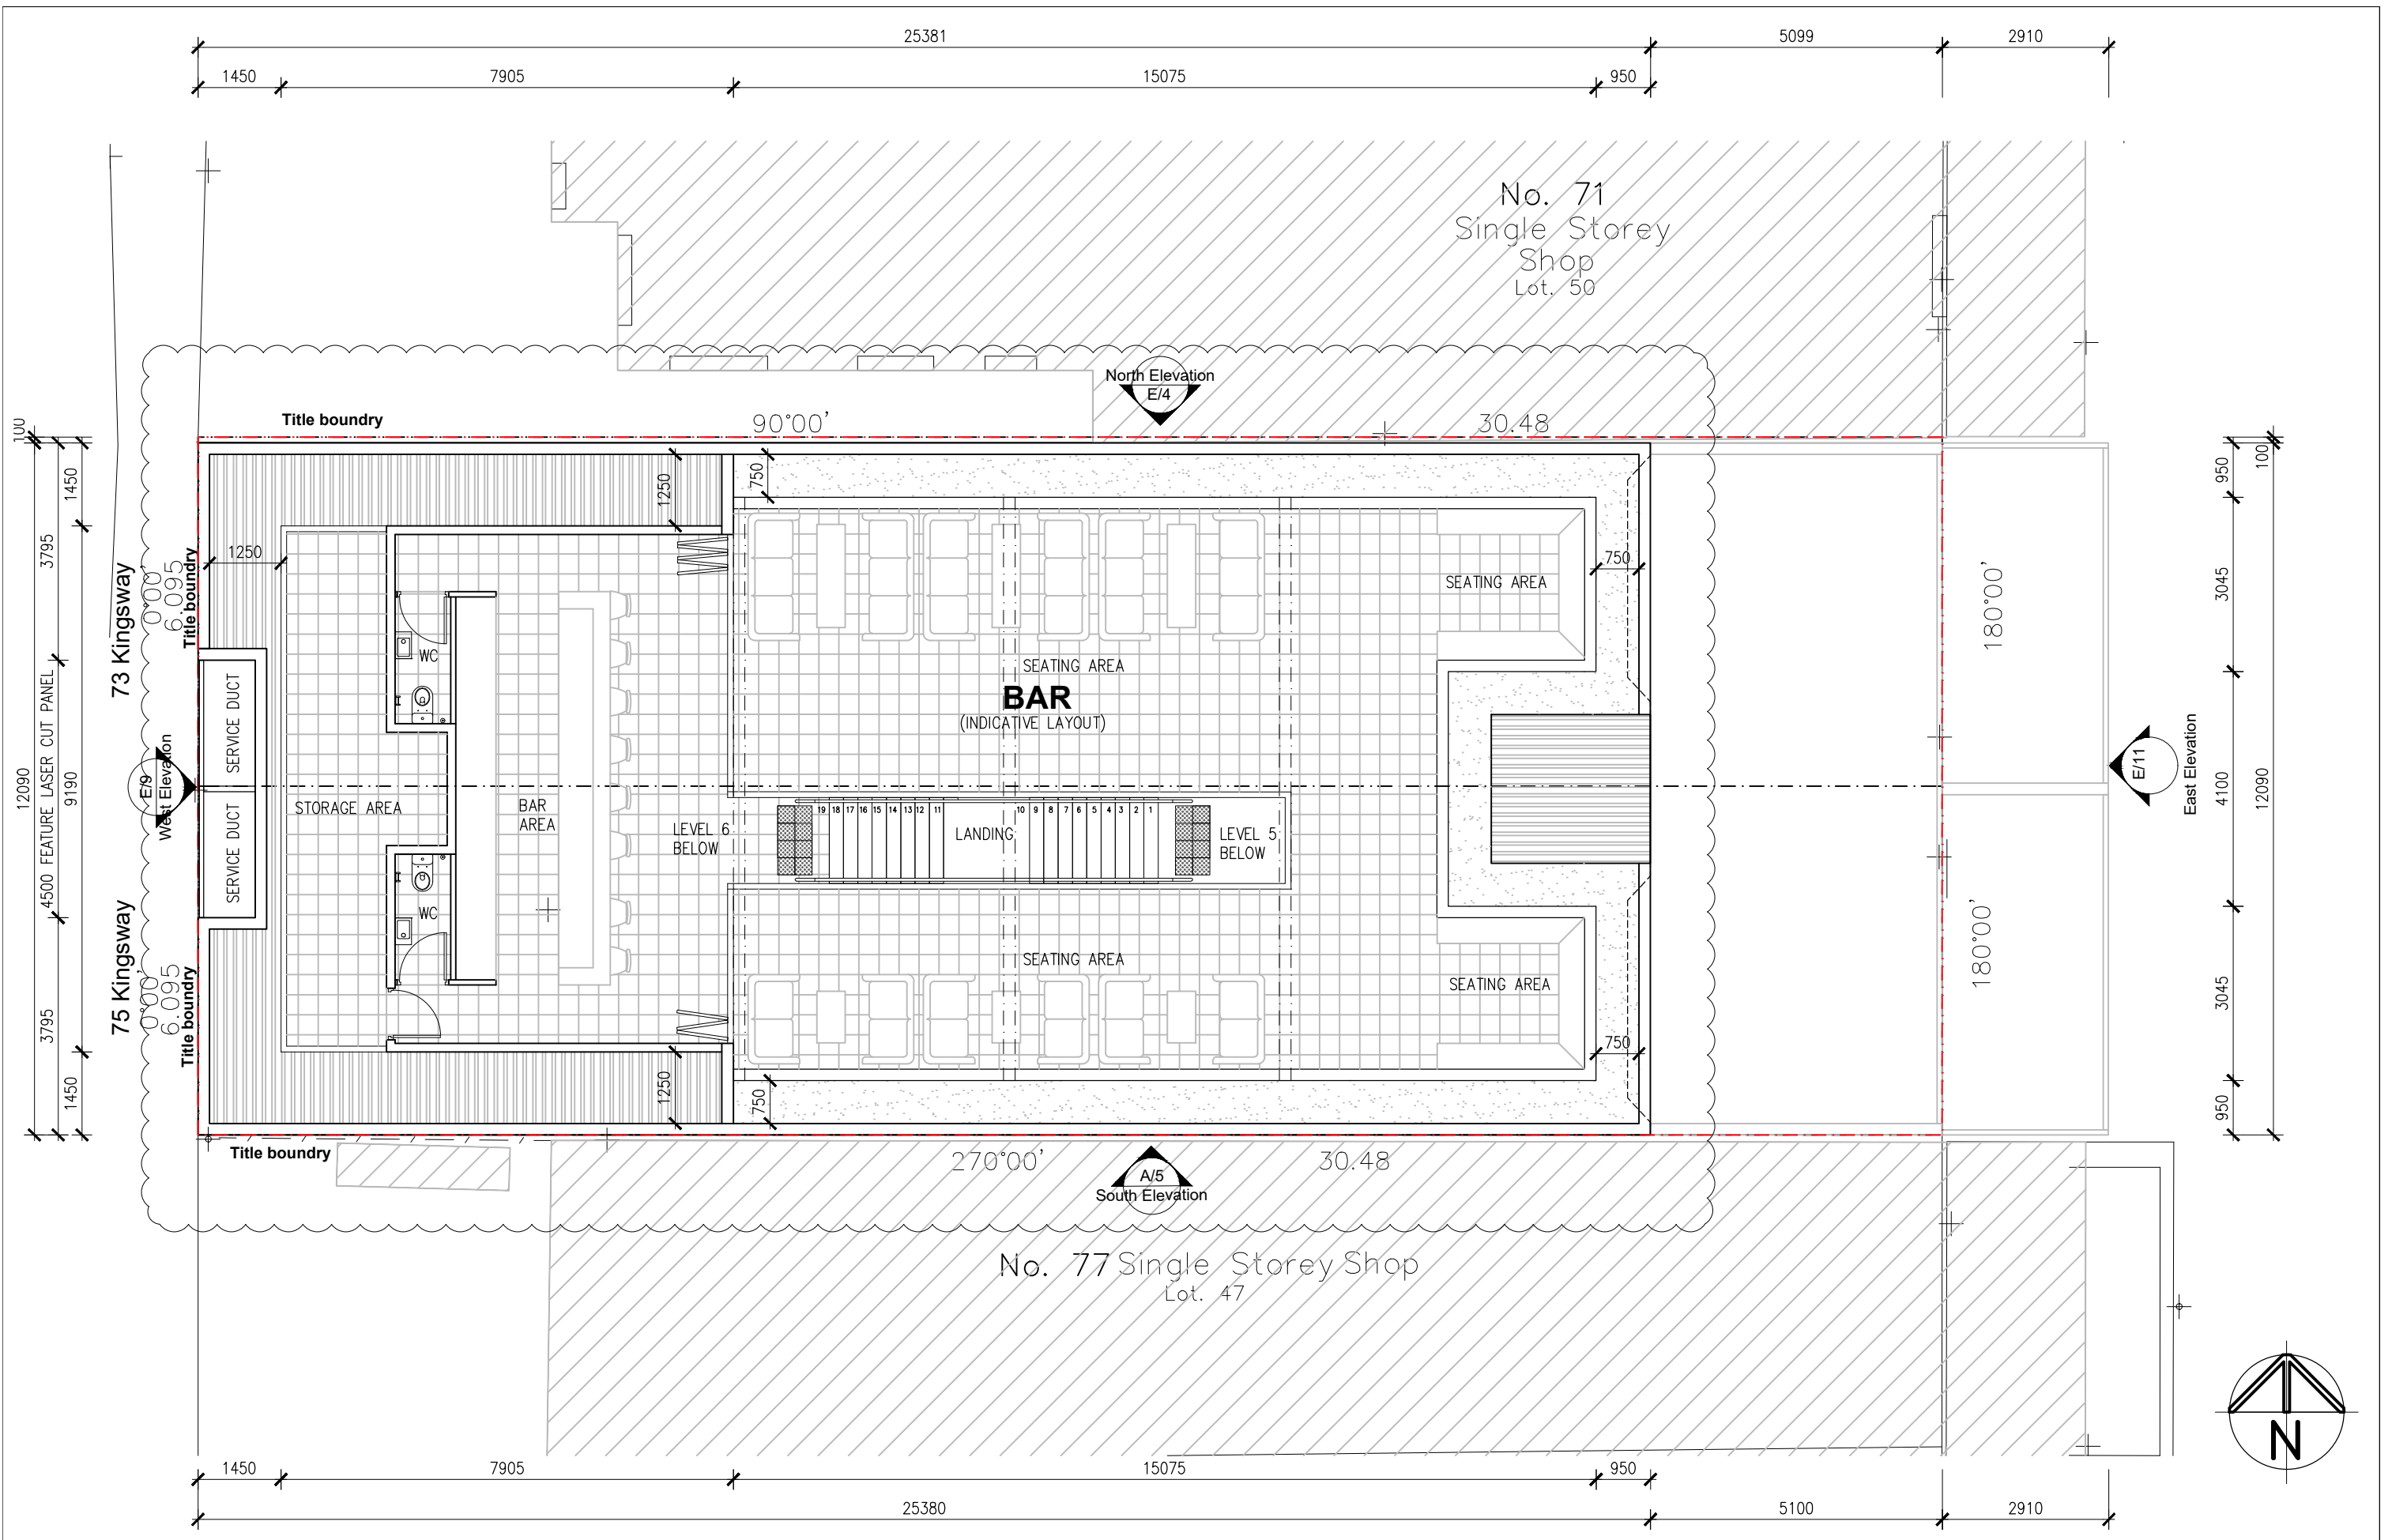 25381
5099
2910
1450
7905
15075
950
No. 71
Single Storey
Shop
Lot. 50
North Elevation
E/4
Title boundry
90°00'
30.48
100
1450
3795
12090
4500 FEATURE LASER CUT PANEL
9190
3795
1450
73 Kingsway
0°00'
6.095
Title boundry
1250
1250
750
750
WC
SEATING AREA
SEATING AREA
BAR
(INDICATIVE LAYOUT)
SERVICE DUCT
SERVICE DUCT
E/9
West Elevation
STORAGE AREA
BAR
AREA
LEVEL 6
BELOW
19 18 17 16 15 14 13 12 11
LANDING
10 9 8 7 6 5 4 3 2 1
LEVEL 5
BELOW
WC
SEATING AREA
SEATING AREA
75 Kingsway
0°00'
6.095
Title boundry
1250
750
750
180°00'
180°00'
E/11
East Elevation
950
100
3045
4100
12090
3045
950
Title boundry
270°00'
30.48
A/5
South Elevation
No. 77 Single Storey Shop
Lot. 47
N
1450
7905
15075
950
25380
5100
2910